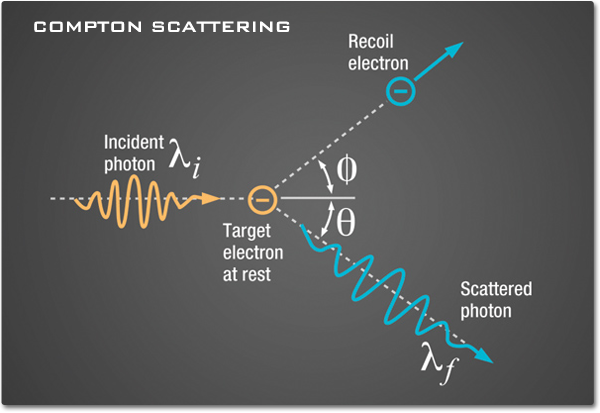 COMPTON SCATTERING
Recoil
electron
Incident
photon λi
ϕ
θ
Target
electron
at rest
Scattered
photon
λf